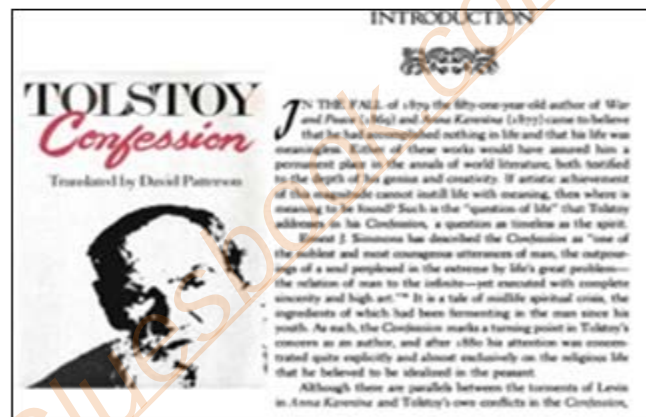 TOLSTOY
Confession
Translated by David Patterson
INTRODUCTION
IN THE FALL of 1879 the fifty-one-year-old author of War
and Peace (1869) and Anna Karenina (1877) came to believe
that he had accomplished nothing in life and that his life was
meaningless. Either of these works would have assured him a
permanent place in the annals of world literature, both testified
to the depth of his genius and creativity. If artistic achievement
of this magnitude cannot instill life with meaning, then where is
meaning to be found? Such is the "question of life" that Tolstoy
addresses in his Confession, a question as timeless as the spirit.
Ernest J. Simmons has described the Confession as "one of
the noblest and most courageous utterances of man, the outpour-
ings of a soul perplexed in the extreme by life's great problem—
the relation of man to the infinite—yet executed with complete
sincerity and high art." It is a tale of midlife spiritual crisis, the
ingredients of which had been fermenting in the man since his
youth. As such, the Confession marks a turning point in Tolstoy's
concern as an author, and after 1880 his attention was concen-
trated quite explicitly and almost exclusively on the religious life
that he believed to be idealized in the peasant.
Although there are parallels between the torments of Levin
in Anna Karenina and Tolstoy's own conflicts in the Confession,